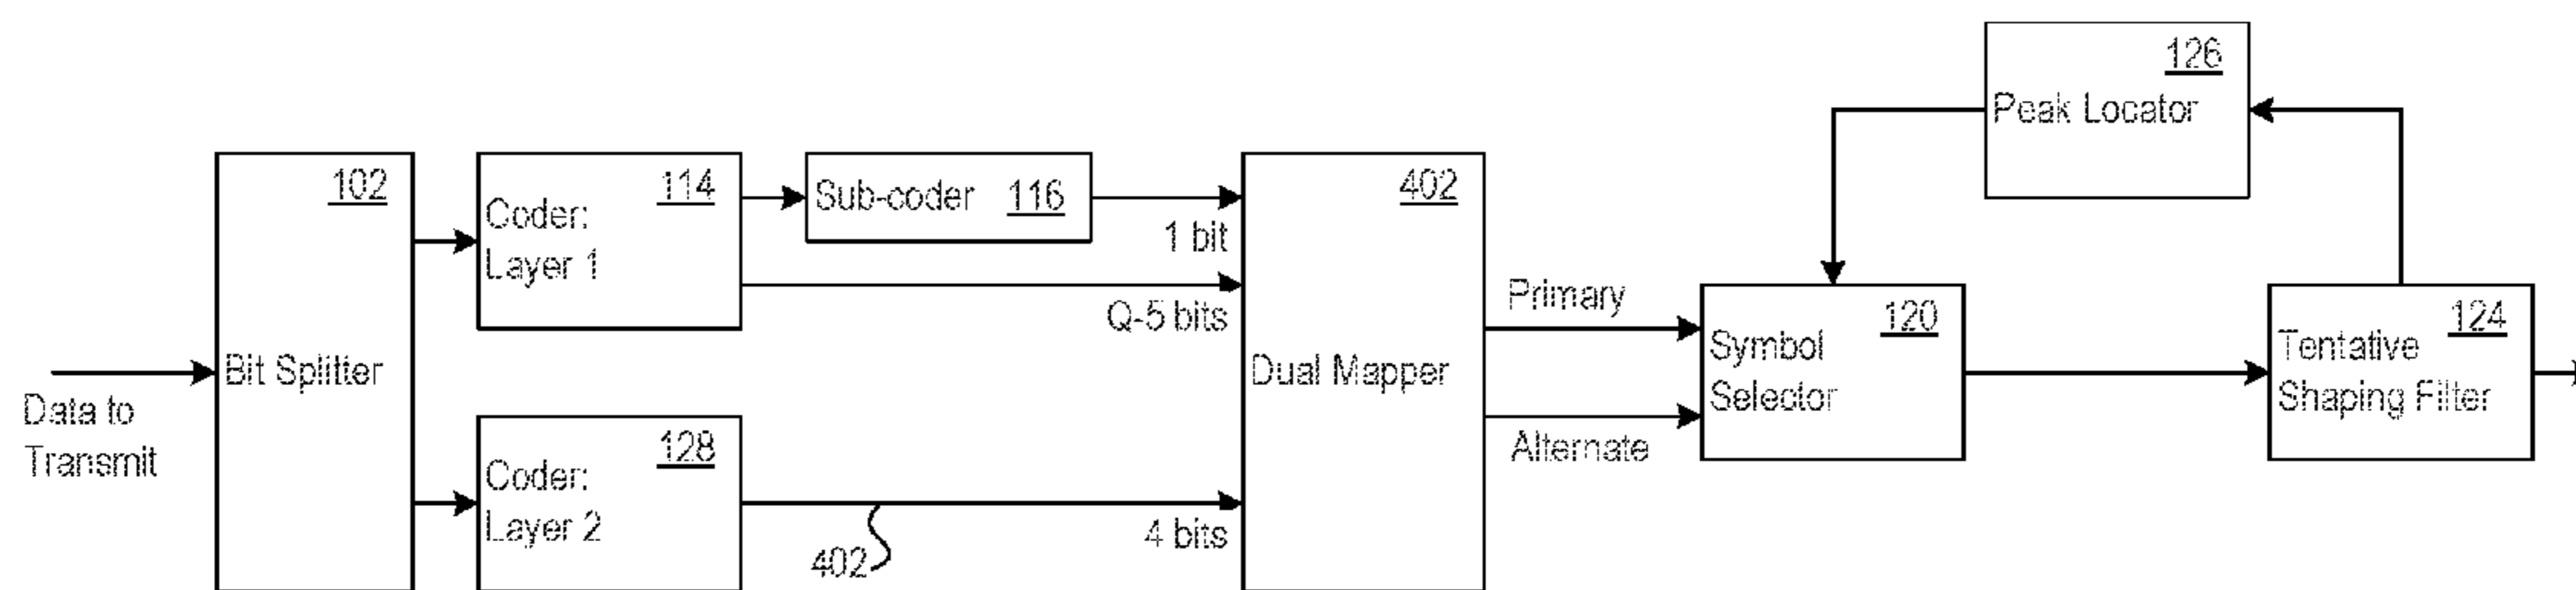 Data to
Transmit
102
Bit Splitter
114
Coder:
Layer 1
Sub-coder 116
1 bit
Q-5 bits
128
Coder:
Layer 2
402
4 bits
402
Dual Mapper
Primary
Alternate
120
Symbol
Selector
126
Peak Locator
124
Tentative
Shaping Filter